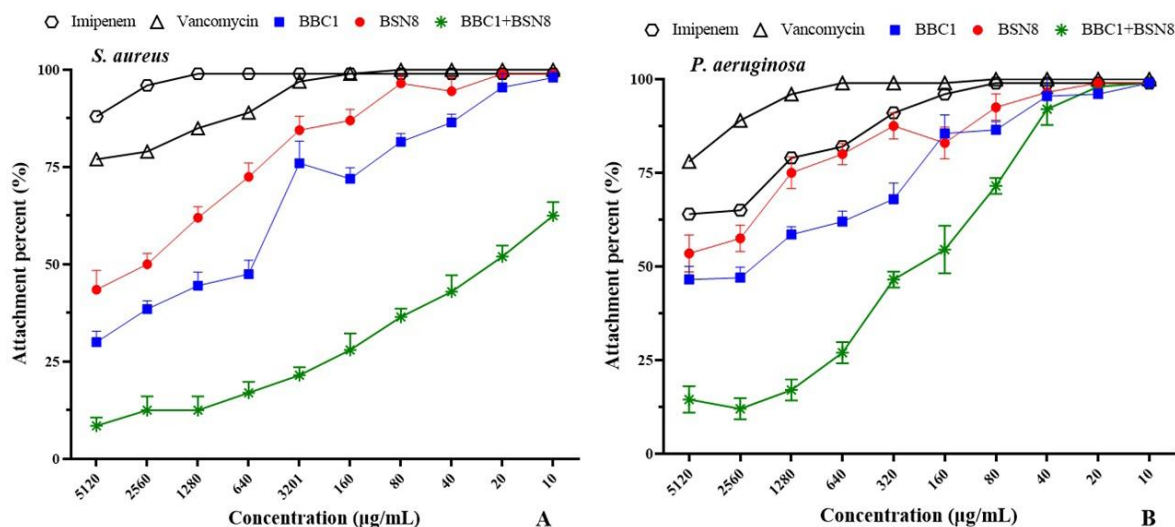 Imipenem Vancomycin BBC1 BSN8 BBC1+BSN8
S. aureus
100
75
50
25
0
Attachment percent (%)
5120 2560 1280 640 3201 160 80 40 20 10
Concentration (µg/mL)
A
Imipenem Vancomycin BBC1 BSN8 BBC1+BSN8
P. aeruginosa
100
75
50
25
0
Attachment percent (%)
5120 2560 1280 640 320 160 80 40 20 10
Concentration (µg/mL)
B